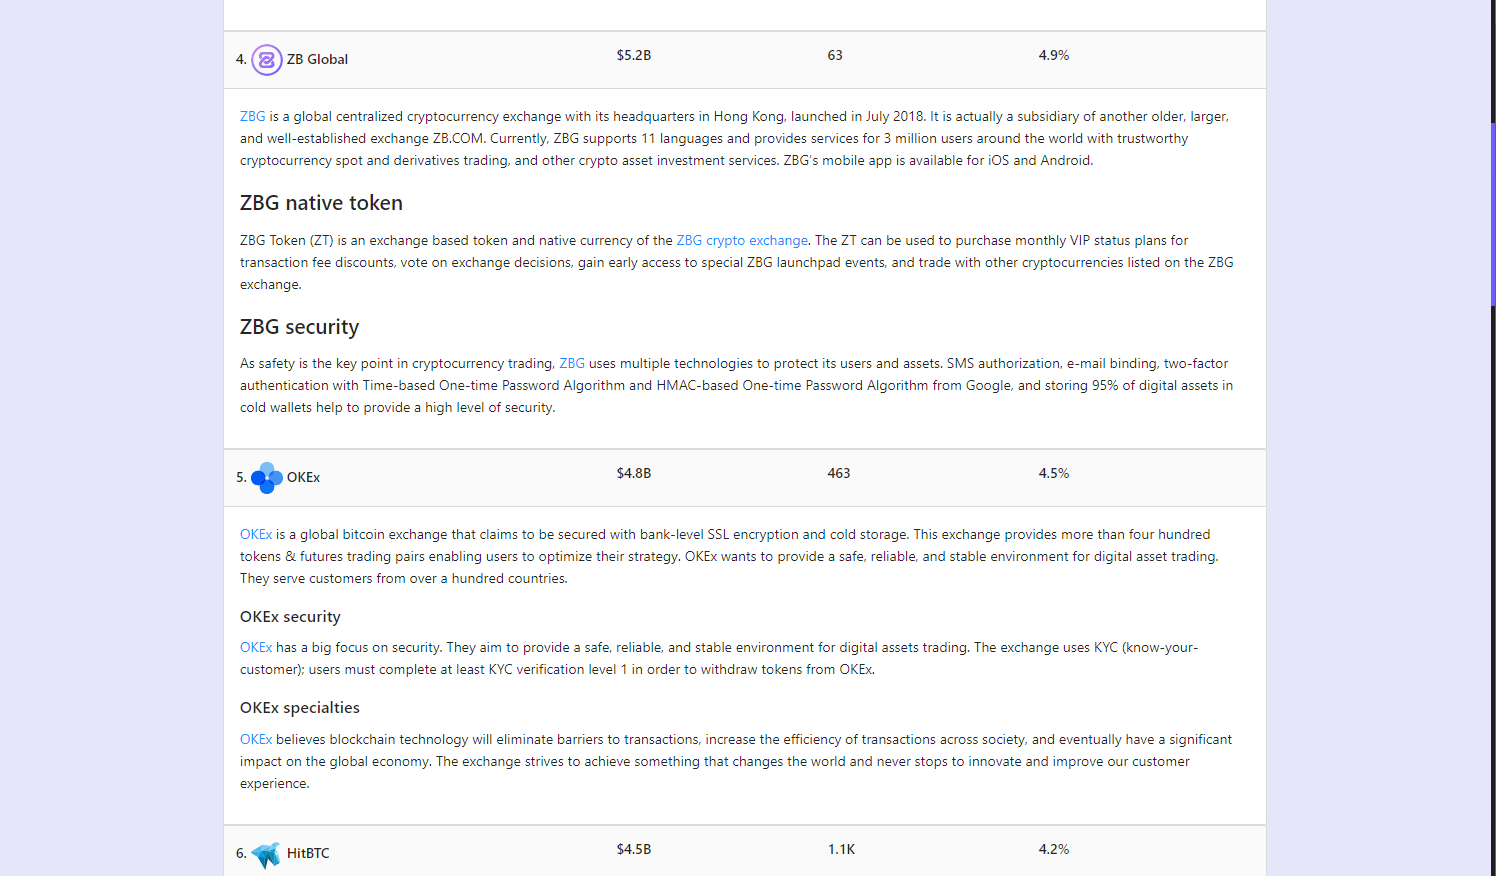 4. ZB Global $5.2B 63 4.9%
ZBG is a global centralized cryptocurrency exchange with its headquarters in Hong Kong, launched in July 2018. It is actually a subsidiary of another older, larger,
and well-established exchange ZB.COM. Currently, ZBG supports 11 languages and provides services for 3 million users around the world with trustworthy
cryptocurrency spot and derivatives trading, and other crypto asset investment services. ZBG's mobile app is available for iOS and Android.
ZBG native token
ZBG Token (ZT) is an exchange based token and native currency of the ZBG crypto exchange. The ZT can be used to purchase monthly VIP status plans for
transaction fee discounts, vote on exchange decisions, gain early access to special ZBG launchpad events, and trade with other cryptocurrencies listed on the ZBG
exchange.
ZBG security
As safety is the key point in cryptocurrency trading, ZBG uses multiple technologies to protect its users and assets. SMS authorization, e-mail binding, two-factor
authentication with Time-based One-time Password Algorithm and HMAC-based One-time Password Algorithm from Google, and storing 95% of digital assets in
cold wallets help to provide a high level of security.
5. OKEx $4.8B 463 4.5%
OKEx is a global bitcoin exchange that claims to be secured with bank-level SSL encryption and cold storage. This exchange provides more than four hundred
tokens & futures trading pairs enabling users to optimize their strategy. OKEx wants to provide a safe, reliable, and stable environment for digital asset trading.
They serve customers from over a hundred countries.
OKEx security
OKEx has a big focus on security. They aim to provide a safe, reliable, and stable environment for digital assets trading. The exchange uses KYC (know-your-
customer); users must complete at least KYC verification level 1 in order to withdraw tokens from OKEx.
OKEx specialties
OKEx believes blockchain technology will eliminate barriers to transactions, increase the efficiency of transactions across society, and eventually have a significant
impact on the global economy. The exchange strives to achieve something that changes the world and never stops to innovate and improve our customer
experience.
6. HitBTC $4.5B 1.1K 4.2%